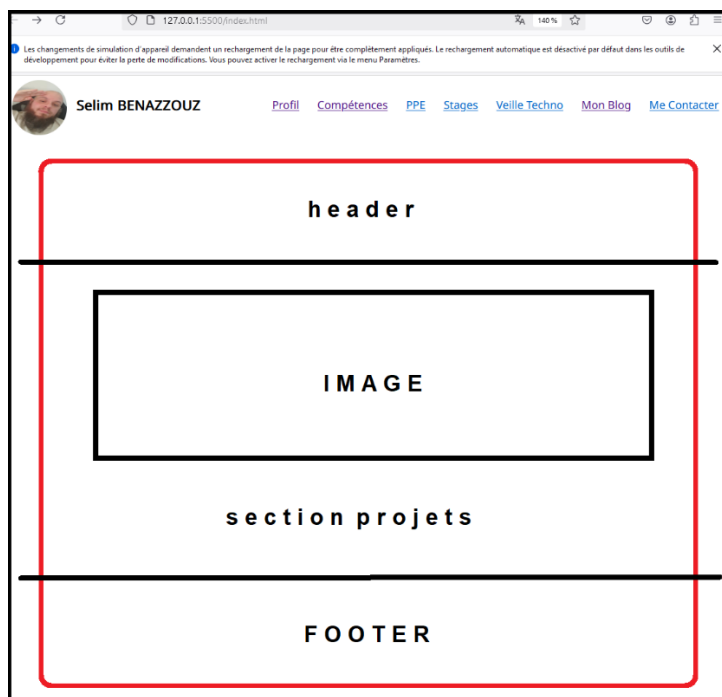 127.0.0.1:5500/index.html 140 %
Les changements de simulation d'appareil demandent un rechargement de la page pour être complètement appliqués. Le rechargement automatique est désactivé par défaut dans les outils de
développement pour éviter la perte de modifications. Vous pouvez activer le rechargement via le menu Paramètres.
Selim BENAZZOUZ Profil Compétences PPE Stages Veille Techno Mon Blog Me Contacter
header
IMAGE
section projets
FOOTER